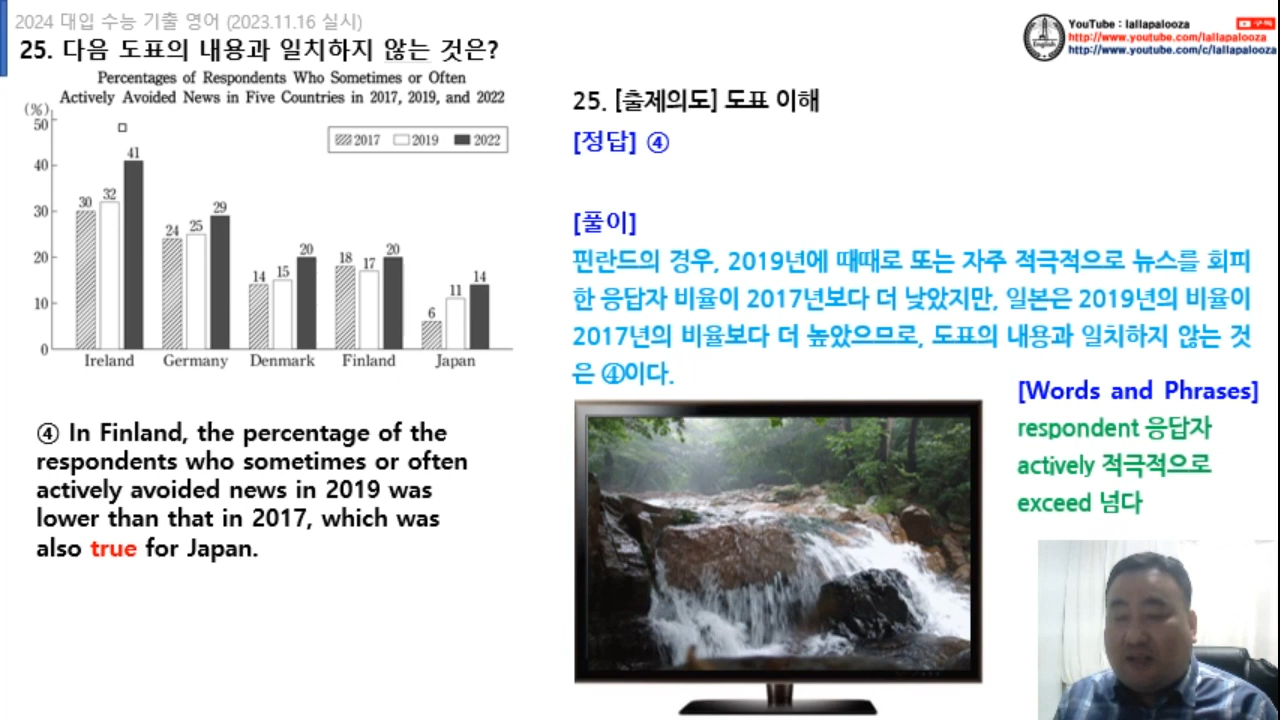 2024 대입 수능 기출 영어 (2023.11.16 실시)
25. 다음 도표의 내용과 일치하지 않는 것은?
Percentages of Respondents Who Sometimes or Often
Actively Avoided News in Five Countries in 2017, 2019, and 2022
(%)
50
40
30
20
10
0
2017 2019 2022
30 32 41
24 25 29
14 15 20
18 17 20
6 11 14
Ireland Germany Denmark Finland Japan
④ In Finland, the percentage of the
respondents who sometimes or often
actively avoided news in 2019 was
lower than that in 2017, which was
also true for Japan.
YouTube : lallapalooza
구독
http://www.youtube.com/lallapalooza
http://www.youtube.com/c/lallapalooza
English
25. [출제의도] 도표 이해
[정답] ④
[풀이]
핀란드의 경우, 2019년에 때때로 또는 자주 적극적으로 뉴스를 회피
한 응답자 비율이 2017년보다 더 낮았지만, 일본은 2019년의 비율이
2017년의 비율보다 더 높았으므로, 도표의 내용과 일치하지 않는 것
은 ④이다.
[Words and Phrases]
respondent 응답자
actively 적극적으로
exceed 넘다